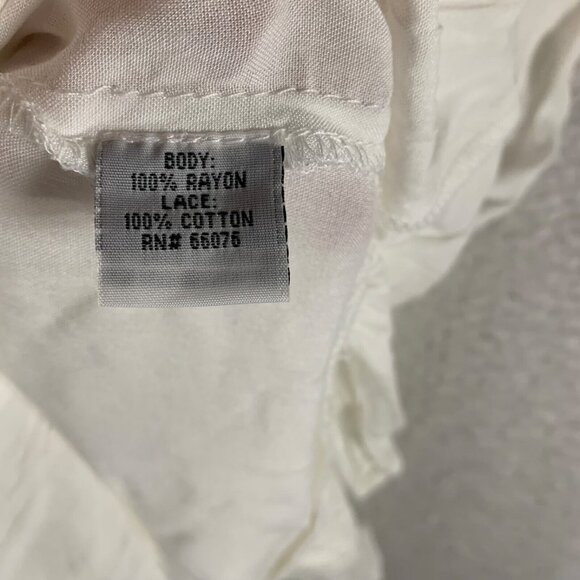 BODY:
100% RAYON
LACE:
100% COTTON
RN# 66076